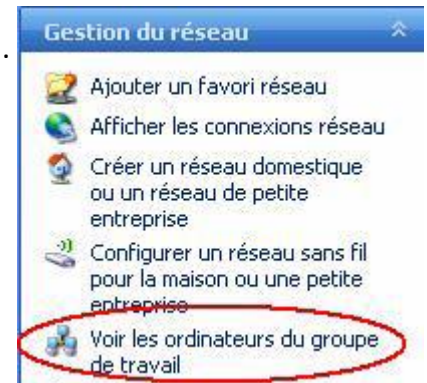 Gestion du réseau
.
Ajouter un favori réseau
Afficher les connexions réseau
Créer un réseau domestique
ou un réseau de petite
entreprise
Configurer un réseau sans fil
pour la maison ou une petite
entreprise
Voir les ordinateurs du groupe
de travail